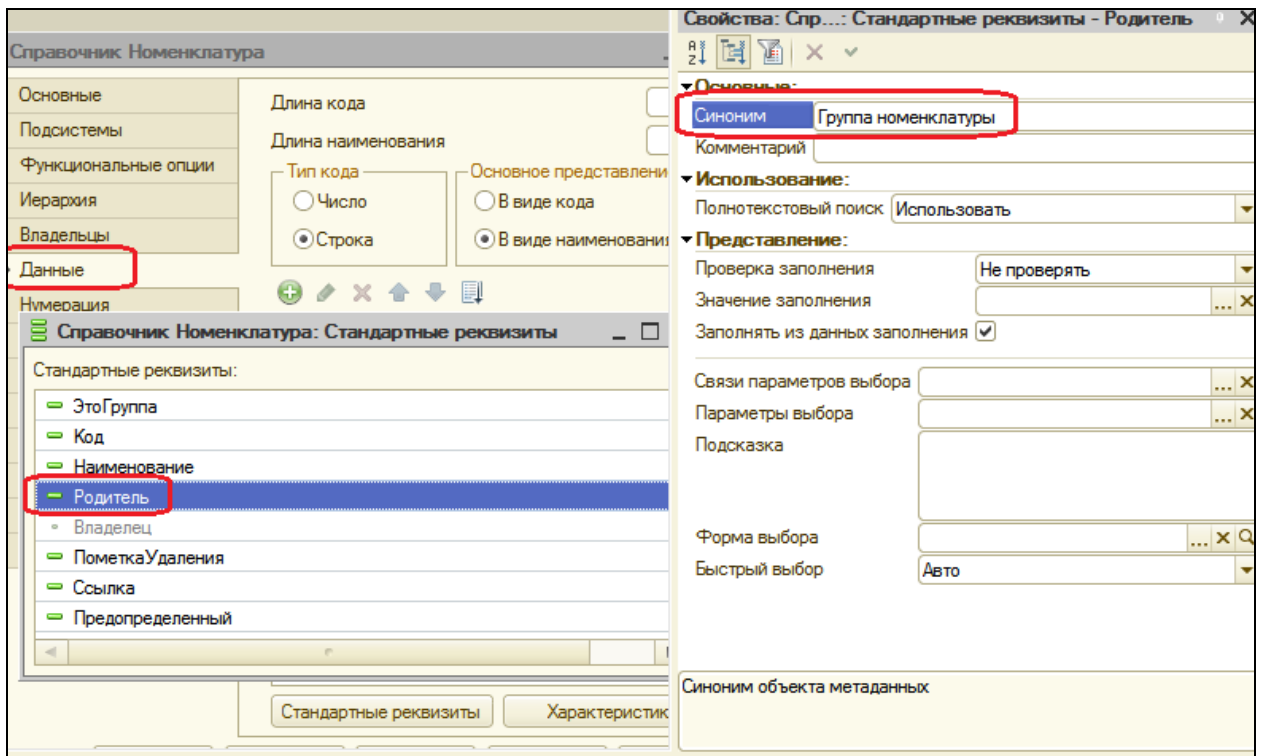 Свойства: Спр...: Стандартные реквизиты - Родитель
Справочник Номенклатура
Основные
Подсистемы
Функциональные опции
Иерархия
Владельцы
Данные
Нумерация
Длина кода
Длина наименования
Тип кода
Число
Строка
Основное представлени
В виде кода
В виде наименовани
Справочник Номенклатура: Стандартные реквизиты
Стандартные реквизиты:
ЭтоГруппа
Код
Наименование
Родитель
Владелец
ПометкаУдаления
Ссылка
Предопределенный
Стандартные реквизиты
Характеристик
Основные:
Синоним Группа номенклатуры
Комментарий
Использование:
Полнотекстовый поиск Использовать
Представление:
Проверка заполнения Не проверять
Значение заполнения ...
Заполнять из данных заполнения
Связи параметров выбора ...
Параметры выбора ...
Подсказка
Форма выбора ...
Быстрый выбор Авто
Синоним объекта метаданных